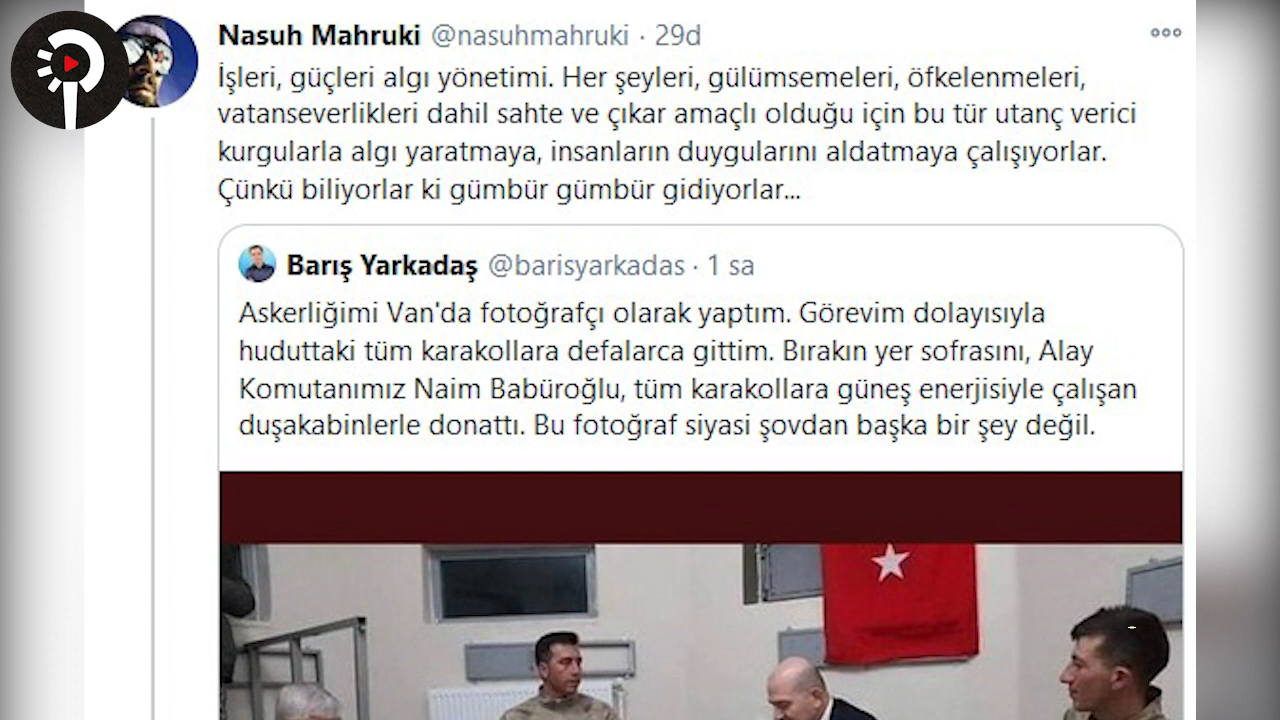 Nasuh Mahruki @nasuhmahruki · 29d
İşleri, güçleri algı yönetimi. Her şeyleri, gülümsemeleri, öfkelenmeleri,
vatanseverlikleri dahil sahte ve çıkar amaçlı olduğu için bu tür utanç verici
kurgularla algı yaratmaya, insanların duygularını aldatmaya çalışıyorlar.
Çünkü biliyorlar ki gümbür gümbür gidiyorlar...
Barış Yarkadaş @barisyarkadas · 1 sa
Askerliğimi Van'da fotoğrafçı olarak yaptım. Görevim dolayısıyla
huduttaki tüm karakollara defalarca gittim. Bırakın yer sofrasını, Alay
Komutanımız Naim Babüroğlu, tüm karakollara güneş enerjisiyle çalışan
duşakabinlerle donattı. Bu fotoğraf siyasi şovdan başka bir şey değil.